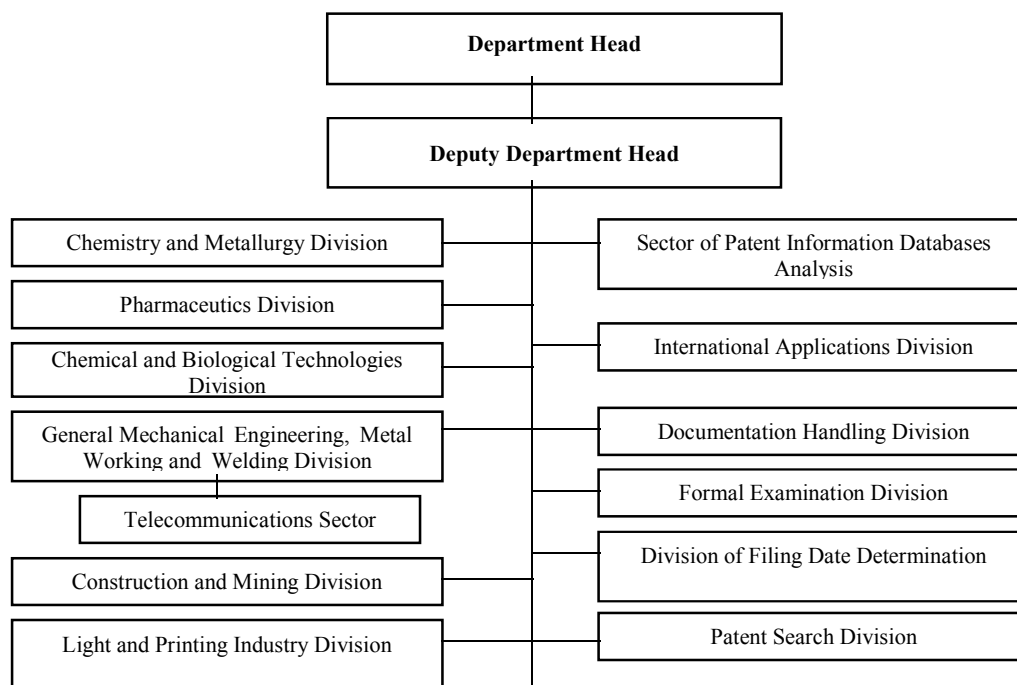 Department Head
Deputy Department Head
Chemistry and Metallurgy Division
Sector of Patent Information Databases
Analysis
Pharmaceutics Division
International Applications Division
Chemical and Biological Technologies
Division
General Mechanical Engineering, Metal
Working and Welding Division
Documentation Handling Division
Formal Examination Division
Telecommunications Sector
Division of Filing Date Determination
Construction and Mining Division
Light and Printing Industry Division
Patent Search Division